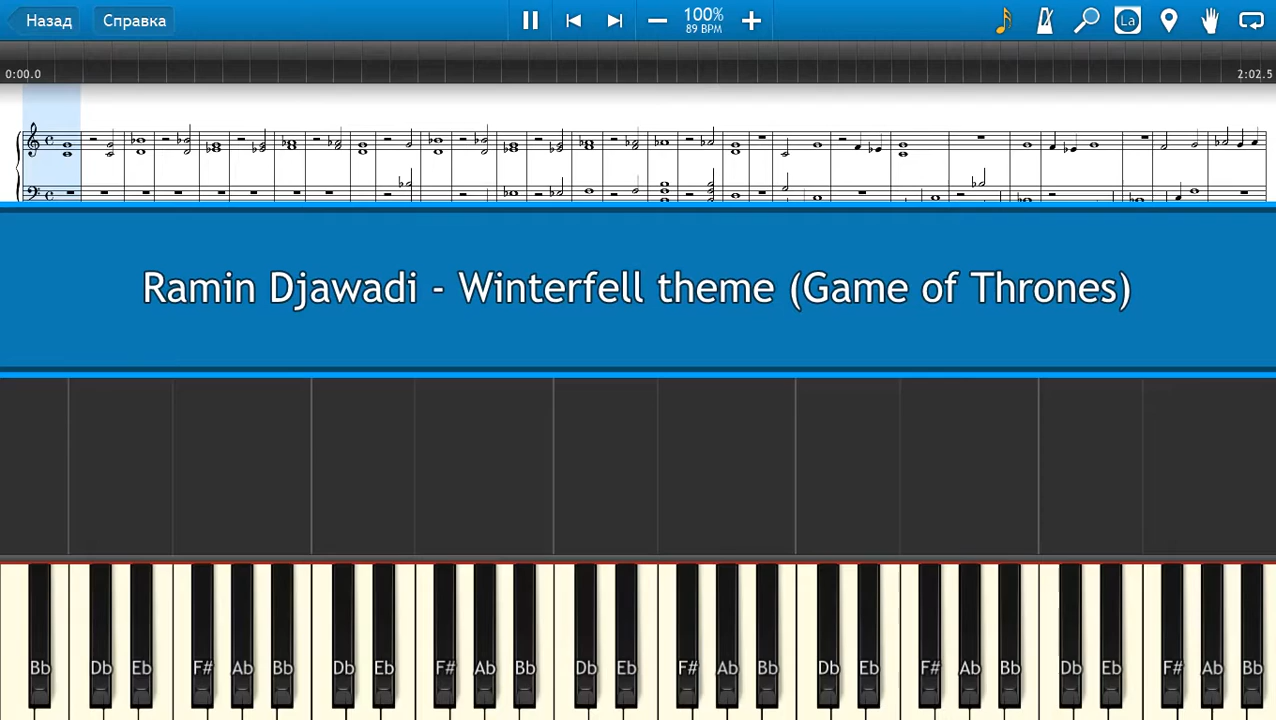 Назад Справка 100% La
89 BPM
0:00.0 2:02.5
Ramin Djawadi - Winterfell theme (Game of Thrones)
Bb Db Eb F# Ab Bb Db Eb F# Ab Bb Db Eb F# Ab Bb Db Eb F# Ab Bb Db Eb F# Ab Bb